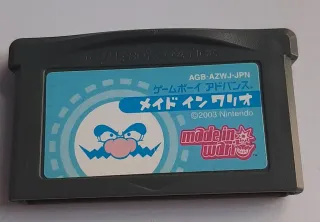 AGB-AZWJ-JPN
ゲームボーイ アドバンス®
メイド イン ワリオ
©2003 Nintendo
made in
wario